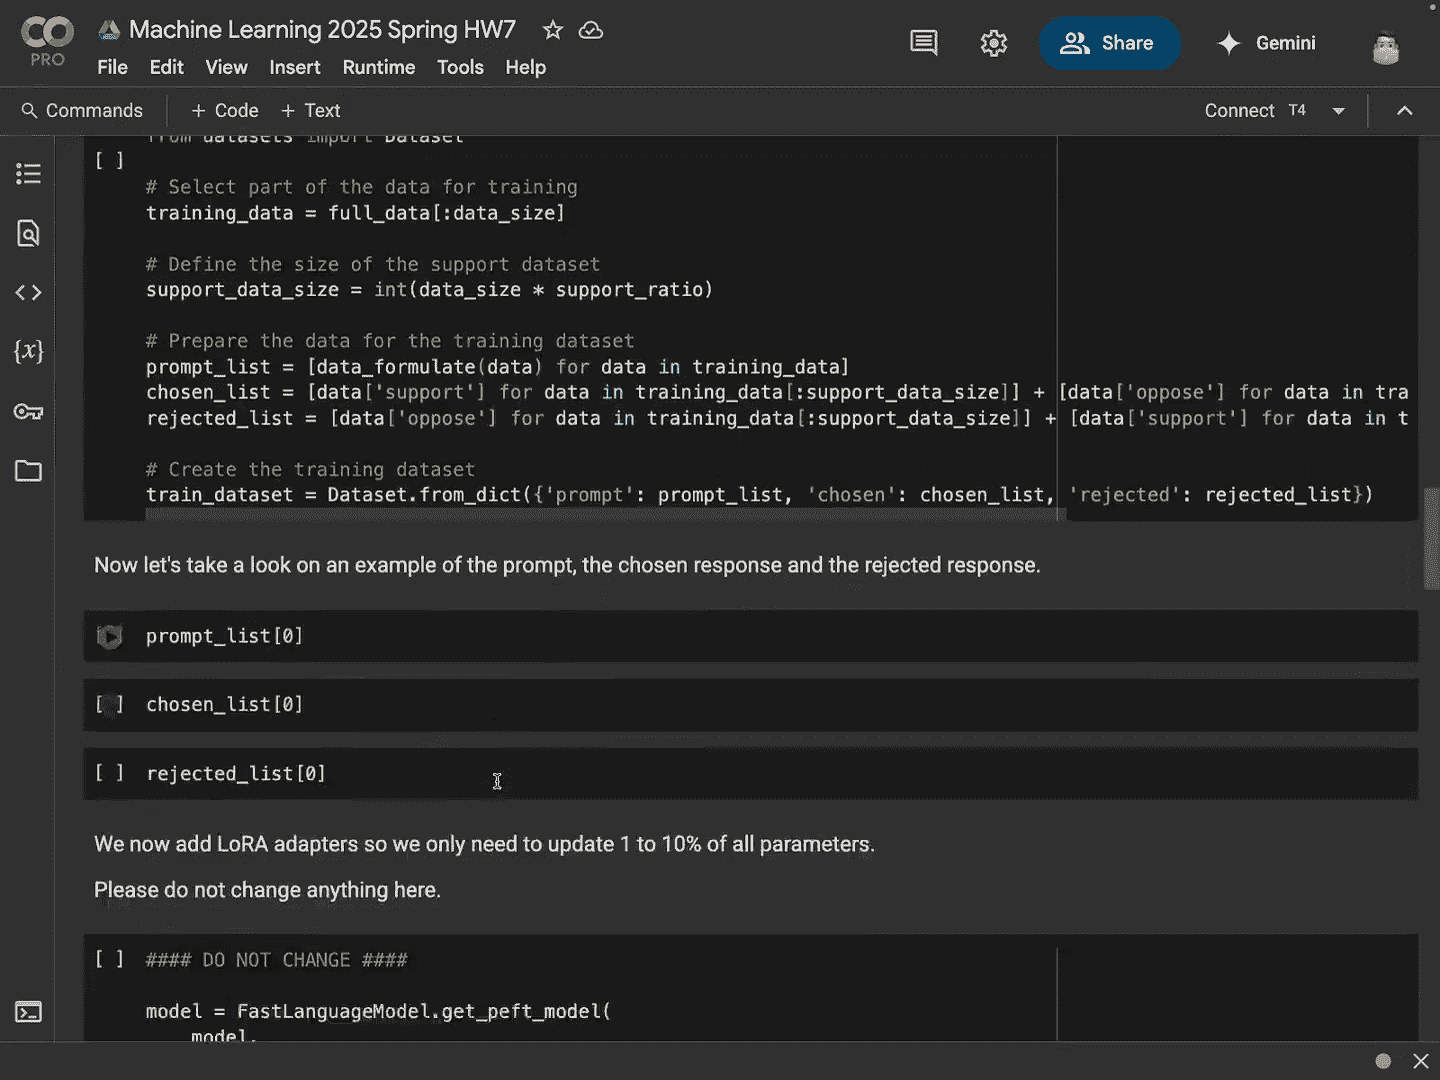 CO
PRO
Machine Learning 2025 Spring HW7
File Edit View Insert Runtime Tools Help
Share
Gemini
Commands
+ Code + Text
Connect T4
from datasets import Dataset
[ ]
# Select part of the data for training
training_data = full_data[:data_size]
# Define the size of the support dataset
support_data_size = int(data_size * support_ratio)
# Prepare the data for the training dataset
prompt_list = [data_formulate(data) for data in training_data]
chosen_list = [data['support'] for data in training_data[:support_data_size]] + [data['oppose'] for data in tra
rejected_list = [data['oppose'] for data in training_data[:support_data_size]] + [data['support'] for data in t
# Create the training dataset
train_dataset = Dataset.from_dict({'prompt': prompt_list, 'chosen': chosen_list, 'rejected': rejected_list})
Now let's take a look on an example of the prompt, the chosen response and the rejected response.
prompt_list[0]
[ ] chosen_list[0]
[ ] rejected_list[0]
We now add LoRA adapters so we only need to update 1 to 10% of all parameters.
Please do not change anything here.
[ ] #### DO NOT CHANGE ####
model = FastLanguageModel.get_peft_model(
model,